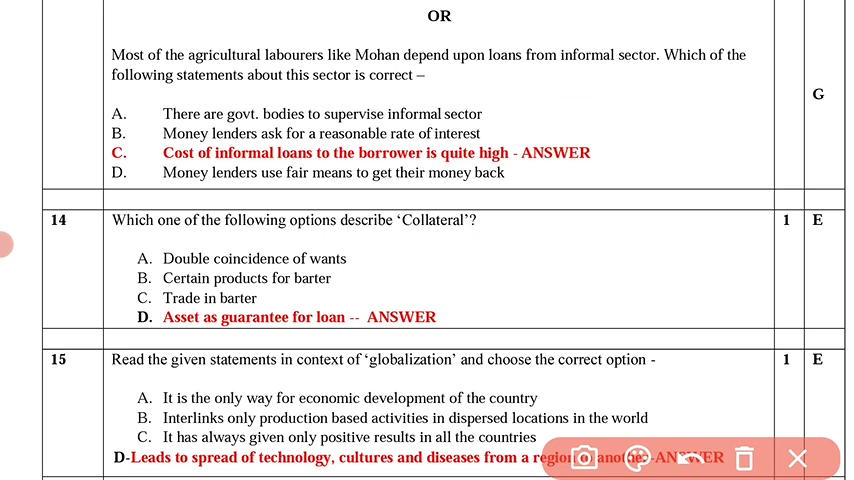 OR
Most of the agricultural labourers like Mohan depend upon loans from informal sector. Which of the
following statements about this sector is correct –
G
A. There are govt. bodies to supervise informal sector
B. Money lenders ask for a reasonable rate of interest
C. Cost of informal loans to the borrower is quite high - ANSWER
D. Money lenders use fair means to get their money back
14 Which one of the following options describe ‘Collateral’? 1 E
A. Double coincidence of wants
B. Certain products for barter
C. Trade in barter
D. Asset as guarantee for loan -- ANSWER
15 Read the given statements in context of ‘globalization’ and choose the correct option - 1 E
A. It is the only way for economic development of the country
B. Interlinks only production based activities in dispersed locations in the world
C. It has always given only positive results in all the countries
D-Leads to spread of technology, cultures and diseases from a region to another-ANSWER